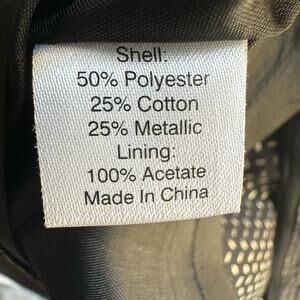 Shell:
50% Polyester
25% Cotton
25% Metallic
Lining:
100% Acetate
Made In China